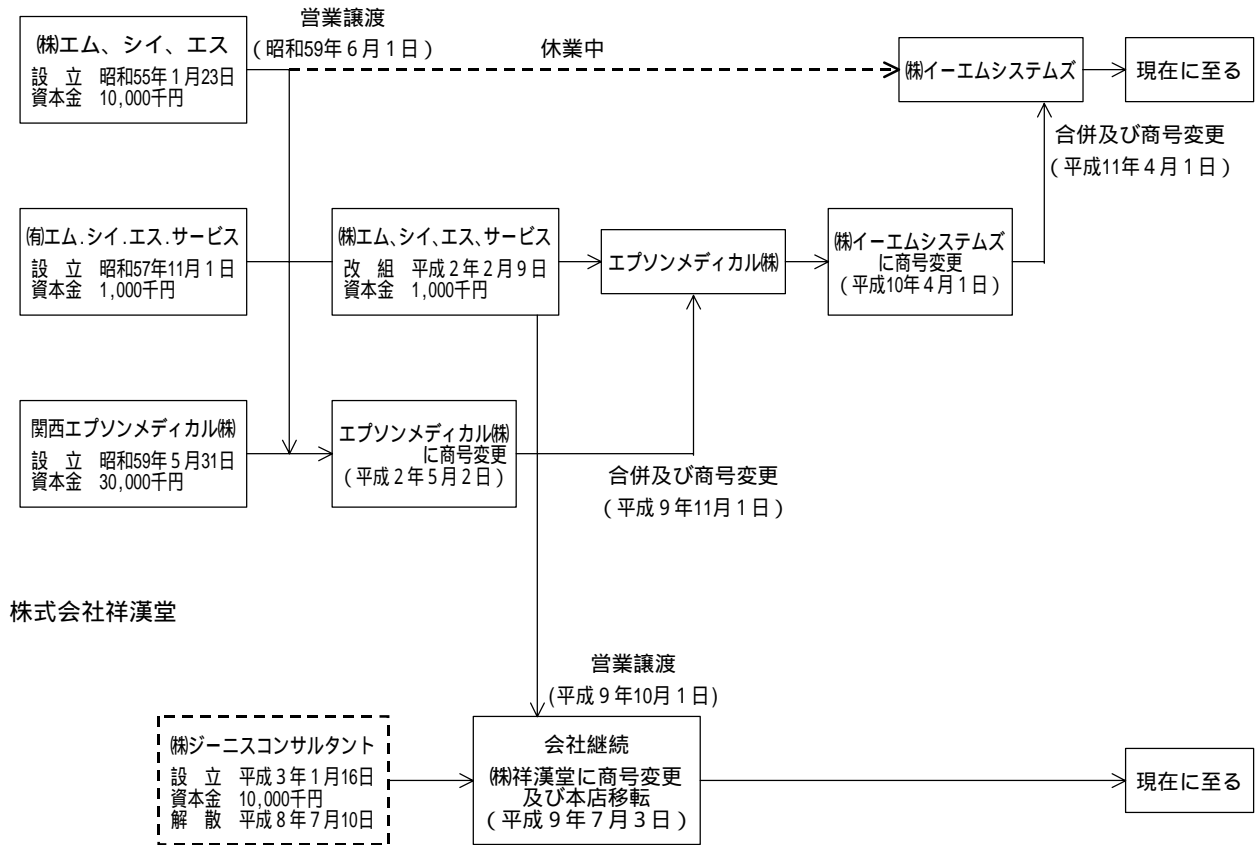 ㈱エム、シイ、エス
設　立　昭和55年１月23日
資本金　10,000千円
営業譲渡
（昭和59年６月１日）
休業中
㈱イーエムシステムズ
現在に至る
合併及び商号変更
（平成11年４月１日）
㈲エム.シイ.エス.サービス
設　立　昭和57年11月１日
資本金　1,000千円
㈱エム、シイ、エス、サービス
改　組　平成２年２月９日
資本金　1,000千円
エプソンメディカル㈱
㈱イーエムシステムズ
に商号変更
（平成10年４月１日）
関西エプソンメディカル㈱
設　立　昭和59年５月31日
資本金　30,000千円
エプソンメディカル㈱
に商号変更
（平成２年５月２日）
合併及び商号変更
（平成９年11月１日）
株式会社祥漢堂
営業譲渡
(平成９年10月１日)
㈱ジーニスコンサルタント
設　立　平成３年１月16日
資本金　10,000千円
解　散　平成８年７月10日
会社継続
㈱祥漢堂に商号変更
及び本店移転
（平成９年７月３日）
現在に至る